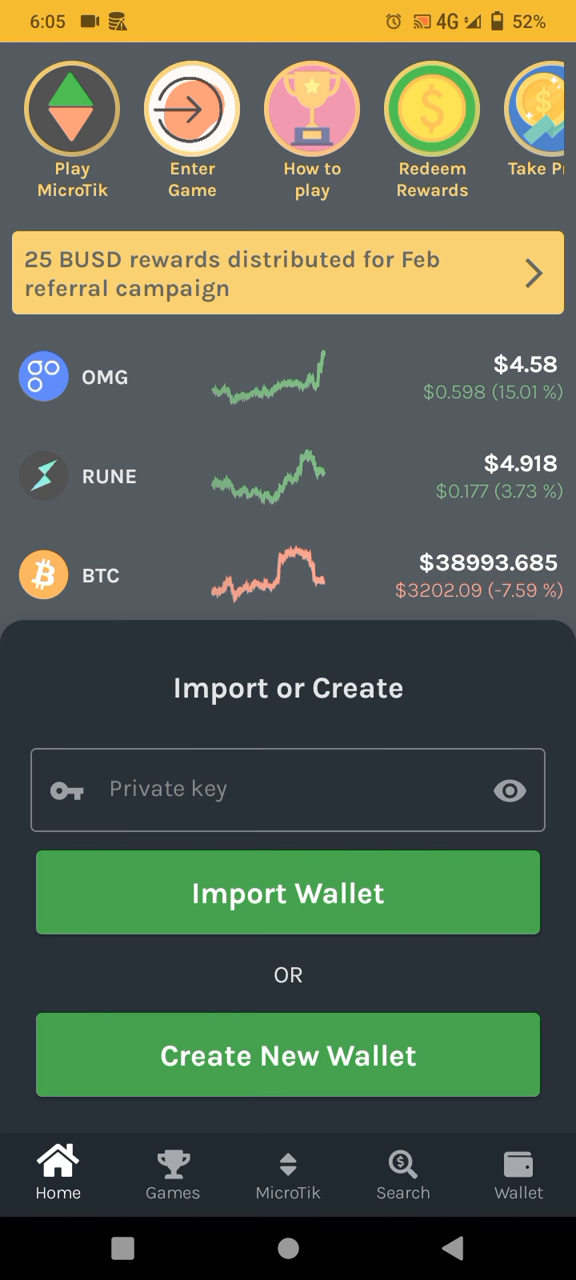 6:05 4G 52%
Play
MicroTik
Enter
Game
How to
play
Redeem
Rewards
Take
25 BUSD rewards distributed for Feb
referral campaign
OMG
$4.58
$0.598 (15.01 %)
RUNE
$4.918
$0.177 (3.73 %)
BTC
$38993.685
$3202.09 (-7.59 %)
Import or Create
Private key
Import Wallet
OR
Create New Wallet
Home Games MicroTik Search Wallet